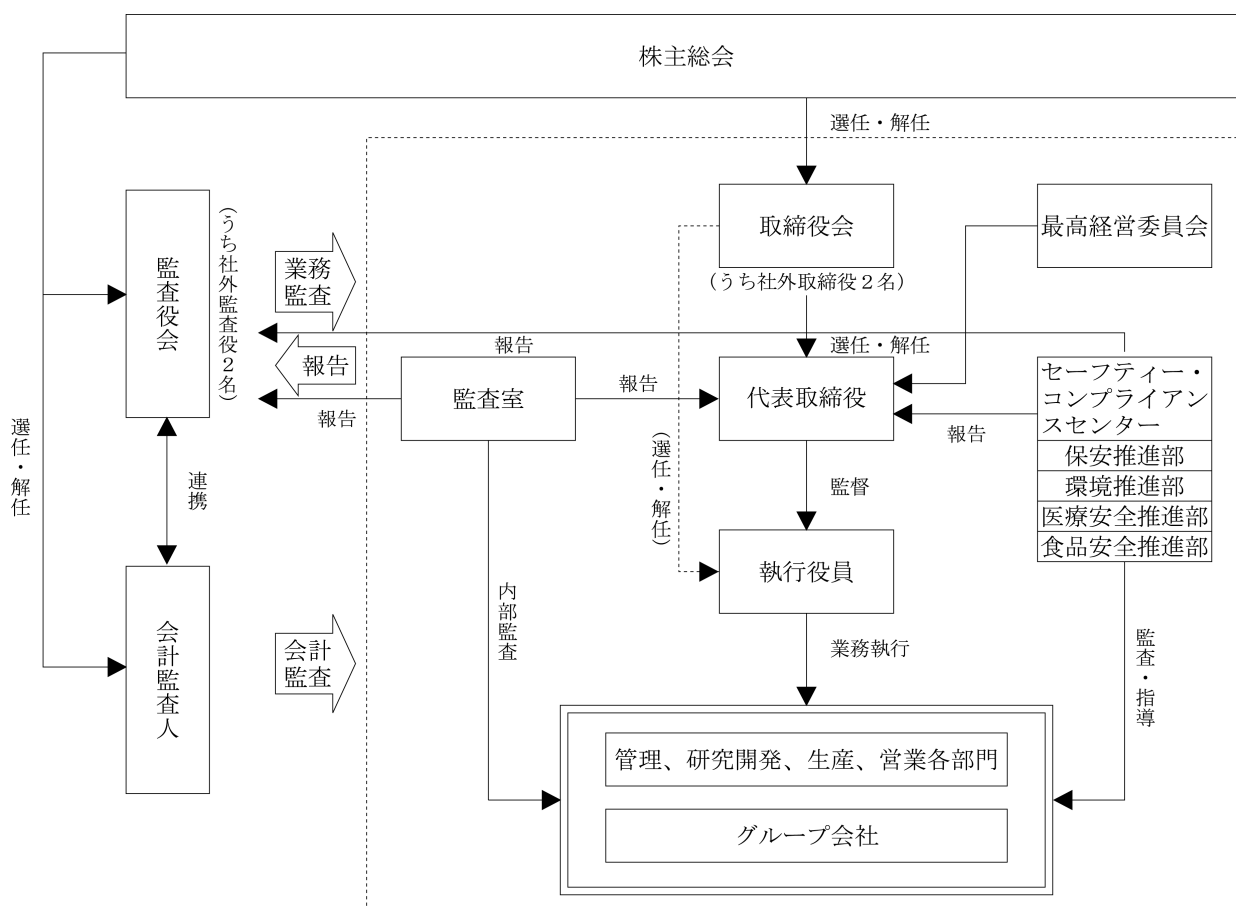 株主総会
選任・解任
取締役会
(うち社外取締役2名)
最高経営委員会
監査役会
(うち社外監査役2名)
業務
監査
報告
報告
報告
監査室
報告
選任・解任
代表取締役
報告
セーフティー・
コンプライアン
スセンター
保安推進部
環境推進部
医療安全推進部
食品安全推進部
選任・解任
連携
(選任・解任)
監督
執行役員
内部監査
会計監査人
会計
監査
業務執行
監査・指導
管理、研究開発、生産、営業各部門
グループ会社